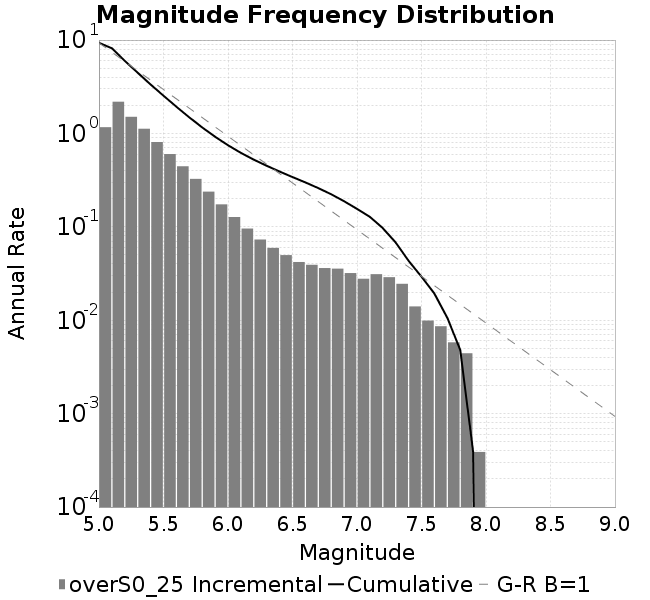 Magnitude Frequency Distribution
10^1
10^0
10^-1
10^-2
10^-3
10^-4
Annual Rate
5.0 5.5 6.0 6.5 7.0 7.5 8.0 8.5 9.0
Magnitude
overS0_25 Incremental Cumulative G-R B=1